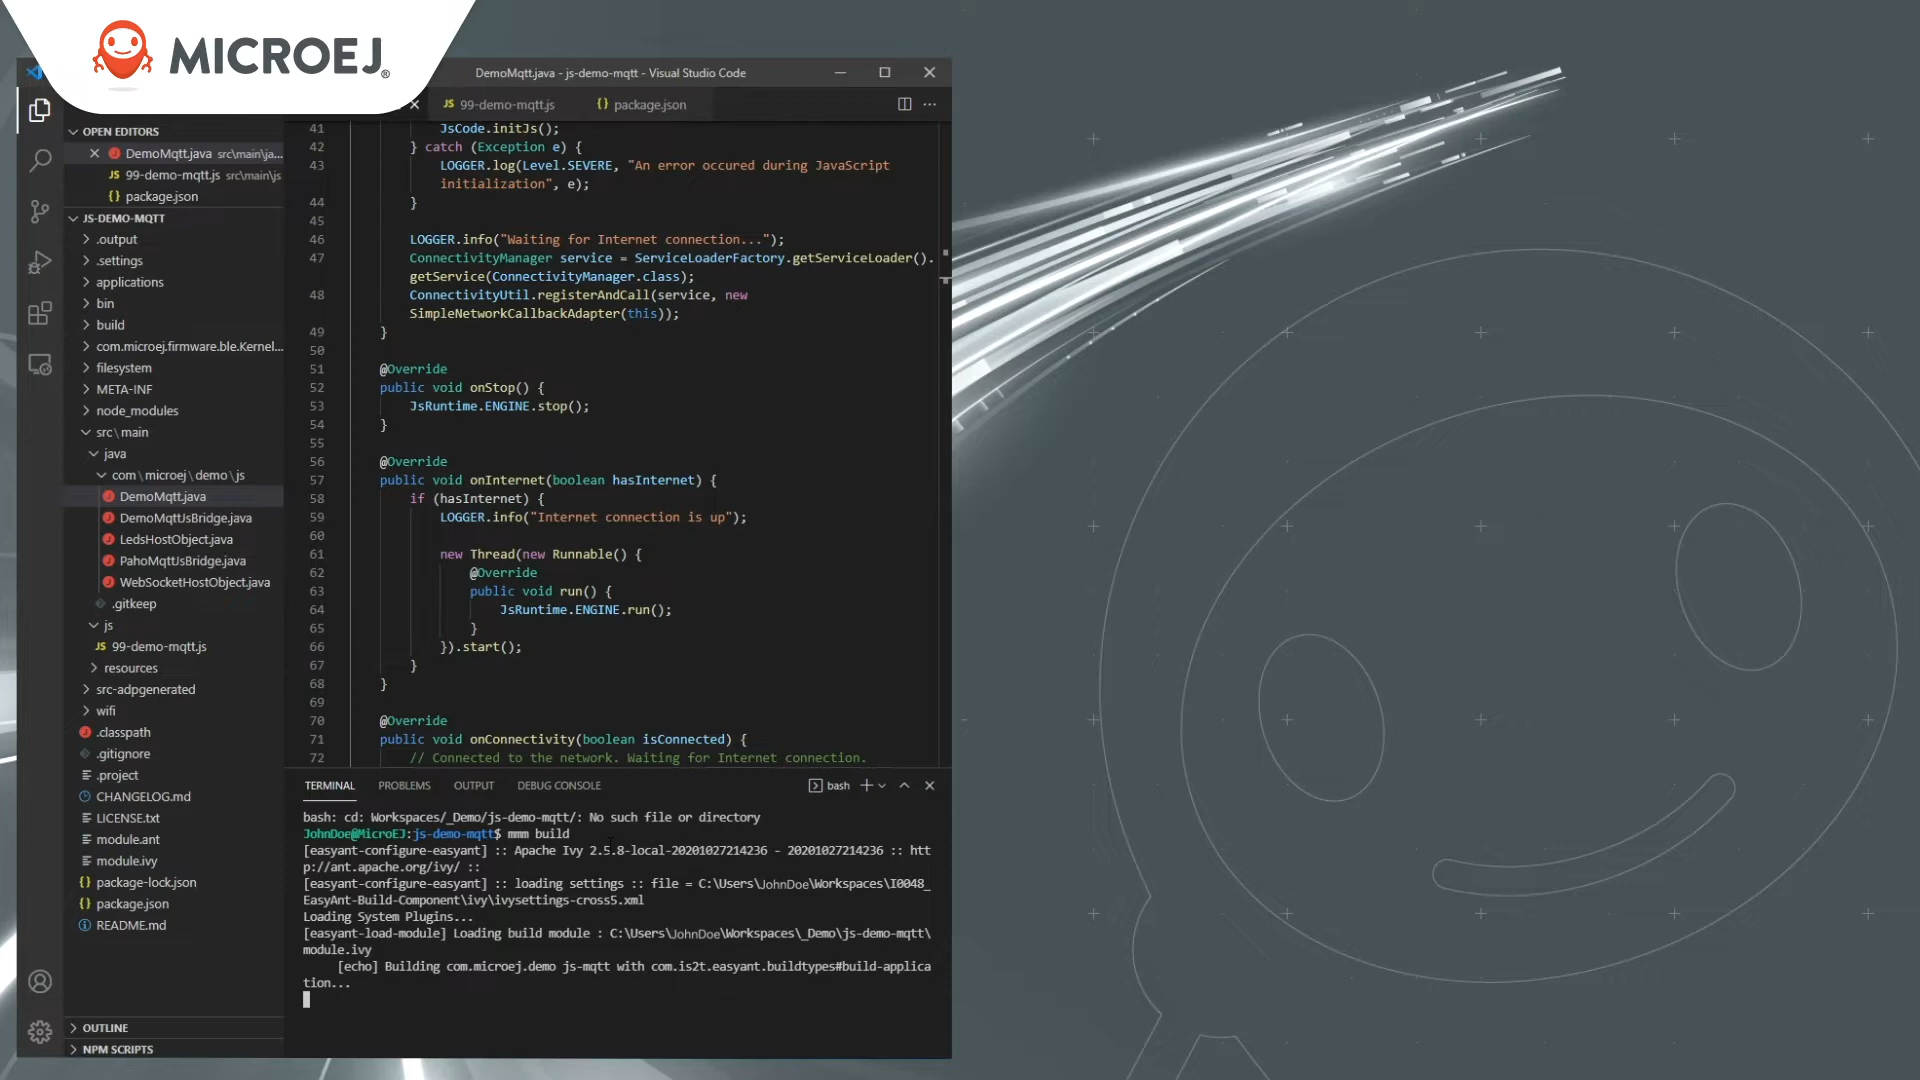 MICROEJ®
DemoMqtt.java - js-demo-mqtt - Visual Studio Code
JS 99-demo-mqtt.js
{} package.json
OPEN EDITORS
DemoMqtt.java src\main\ja...
JS 99-demo-mqtt.js src\main\js
{} package.json
JS-DEMO-MQTT
.output
.settings
applications
bin
build
com.microej.firmware.ble.Kernel...
filesystem
META-INF
node_modules
src\main
java
com\microej\demo\js
DemoMqtt.java
DemoMqttJsBridge.java
LedsHostObject.java
PahoMqttJsBridge.java
WebSocketHostObject.java
.gitkeep
js
JS 99-demo-mqtt.js
resources
src-adpgenerated
wifi
.classpath
.gitignore
.project
CHANGELOG.md
LICENSE.txt
module.ant
module.ivy
{} package-lock.json
{} package.json
README.md
OUTLINE
NPM SCRIPTS
41 JsCode.initJs();
42 } catch (Exception e) {
43 LOGGER.log(Level.SEVERE, "An error occured during JavaScript
initialization", e);
44 }
45
46 LOGGER.info("Waiting for Internet connection...");
47 ConnectivityManager service = ServiceLoaderFactory.getServiceLoader().
getService(ConnectivityManager.class);
48 ConnectivityUtil.registerAndCall(service, new
SimpleNetworkCallbackAdapter(this));
49 }
50
51 @Override
52 public void onStop() {
53 JsRuntime.ENGINE.stop();
54 }
55
56 @Override
57 public void onInternet(boolean hasInternet) {
58 if (hasInternet) {
59 LOGGER.info("Internet connection is up");
60
61 new Thread(new Runnable() {
62 @Override
63 public void run() {
64 JsRuntime.ENGINE.run();
65 }
66 }).start();
67 }
68 }
69
70 @Override
71 public void onConnectivity(boolean isConnected) {
72 // Connected to the network. Waiting for Internet connection.
TERMINAL PROBLEMS OUTPUT DEBUG CONSOLE bash
bash: cd: Workspaces/_Demo/js-demo-mqtt/: No such file or directory
JohnDoe@MicroEJ:js-demo-mqtt$ mmm build
[easyant-configure-easyant] :: Apache Ivy 2.5.8-local-20201027214236 - 20201027214236 :: htt
p://ant.apache.org/ivy/ ::
[easyant-configure-easyant] :: loading settings :: file = C:\Users\JohnDoe\Workspaces\I0048_
EasyAnt-Build-Component\ivy\ivysettings-cross5.xml
Loading System Plugins...
[easyant-load-module] Loading build module : C:\Users\JohnDoe\Workspaces\_Demo\js-demo-mqtt\
module.ivy
[echo] Building com.microej.demo js-mqtt with com.is2t.easyant.buildtypes#build-applica
tion...